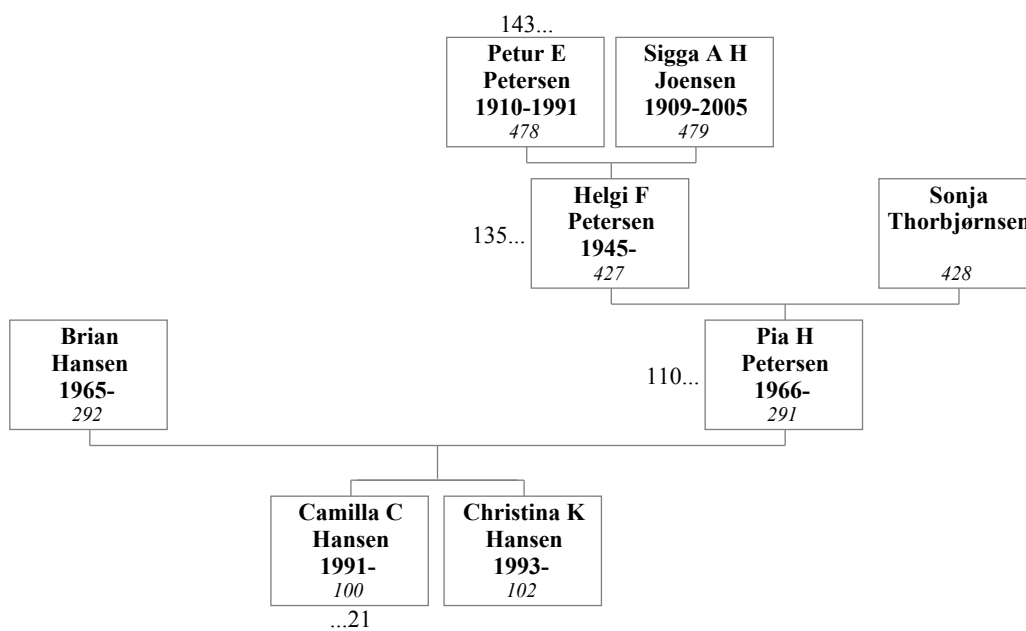 143...
Petur E
Petersen
1910-1991
478
Sigga A H
Joensen
1909-2005
479
135...
Helgi F
Petersen
1945-
427
Sonja
Thorbjørnsen
428
Brian
Hansen
1965-
292
110...
Pia H
Petersen
1966-
291
Camilla C
Hansen
1991-
100
Christina K
Hansen
1993-
102
...21